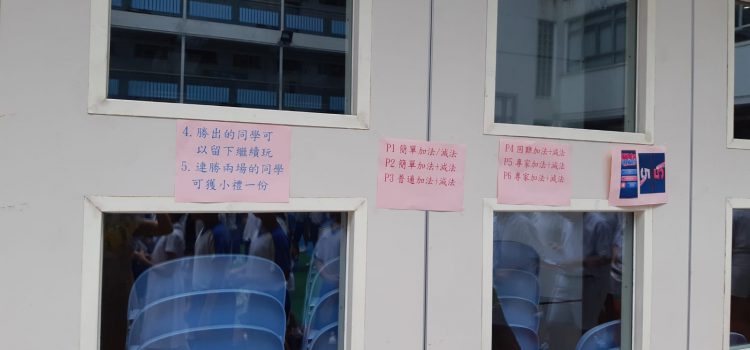 4. 勝出的同學可
以留下繼續玩
5. 連勝兩場的同學
可獲小禮一份
P1 簡單加法/減法
P2 簡單加法+減法
P3 普通加法+減法
P4 困難加法+減法
P5 專家加法+減法
P6 專家加法+減法
5